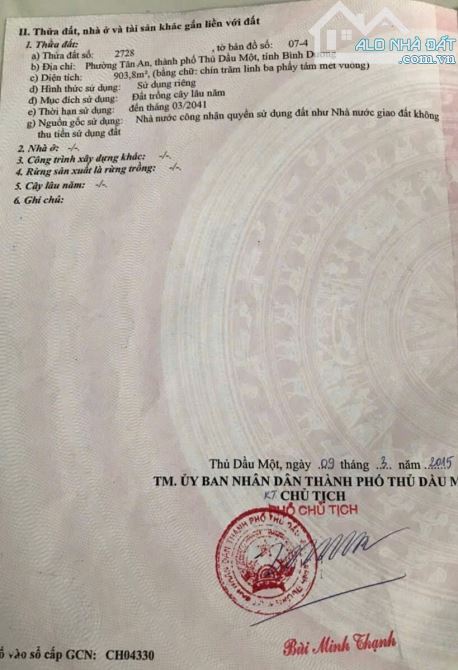 ALO NHÀ ĐẤT
.COM.VN
II. Thửa đất, nhà ở và tài sản khác gắn liền với đất
1. Thửa đất:
a) Thửa đất số: 2728 , tờ bản đồ số: 07-4
b) Địa chỉ: Phường Tân An, thành phố Thủ Dầu Một, tỉnh Bình Dương
c) Diện tích: 903,8m², (bằng chữ: chín trăm linh ba phẩy tám mét vuông)
d) Hình thức sử dụng: Sử dụng riêng
đ) Mục đích sử dụng: Đất trồng cây lâu năm
e) Thời hạn sử dụng: đến tháng 03/2041
g) Nguồn gốc sử dụng: Nhà nước công nhận quyền sử dụng đất như Nhà nước giao đất không
thu tiền sử dụng đất
2. Nhà ở: -/-
3. Công trình xây dựng khác: -/-
4. Rừng sản xuất là rừng trồng: -/-
5. Cây lâu năm: -/-
6. Ghi chú:
Thủ Dầu Một, ngày 09 tháng 3 năm 2015
TM. ỦY BAN NHÂN DÂN THÀNH PHỐ THỦ DẦU M
KT CHỦ TỊCH
PHÓ CHỦ TỊCH
Bùi Minh Thạnh
ố vào sổ cấp GCN: CH04330